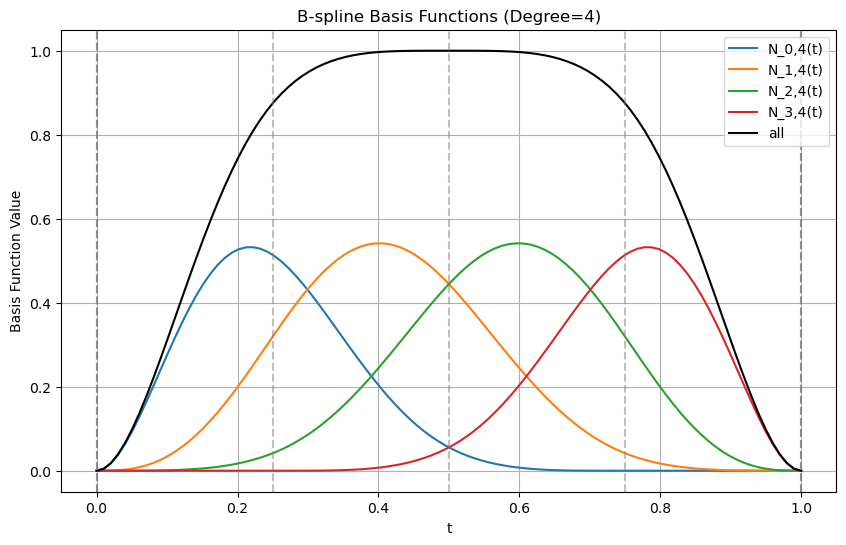 B-spline Basis Functions (Degree=4)
N_0,4(t)
N_1,4(t)
N_2,4(t)
N_3,4(t)
all
Basis Function Value
1.0
0.8
0.6
0.4
0.2
0.0
0.0 0.2 0.4 0.6 0.8 1.0
t